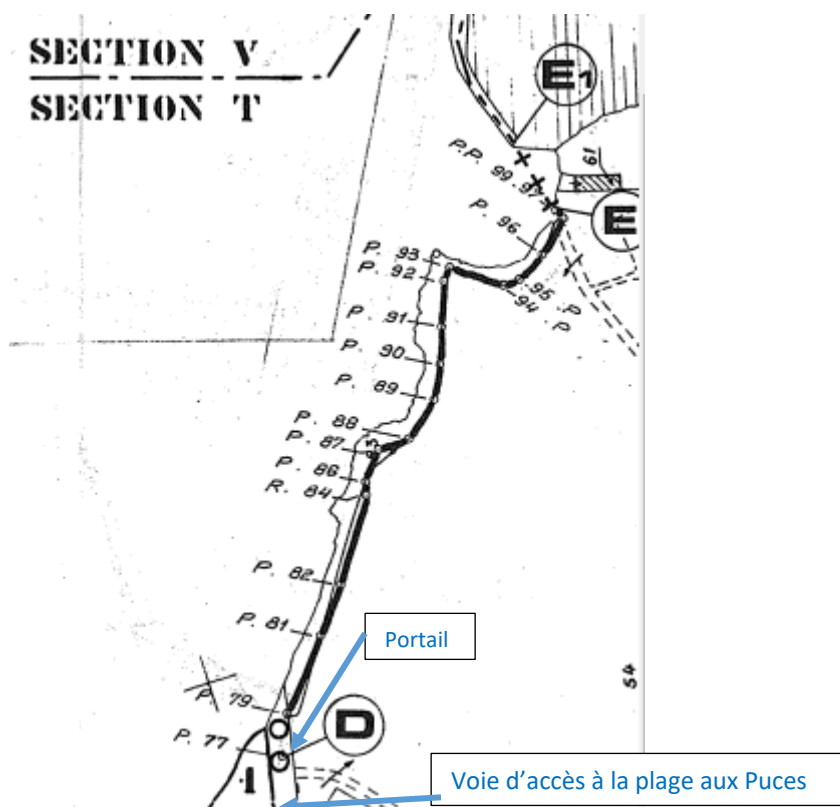 SECTION V
SECTION T
E1
61
P.P. 99.97
E
P. 96
P. 93
P. 92
95 . P
94 . P
P. 91
P. 90
P. 89
P. 88
P. 87
P. 86
R. 84
P. 82
P. 81
Portail
54
P. 79
D
P. 77
1
Voie d'accès à la plage aux Puces